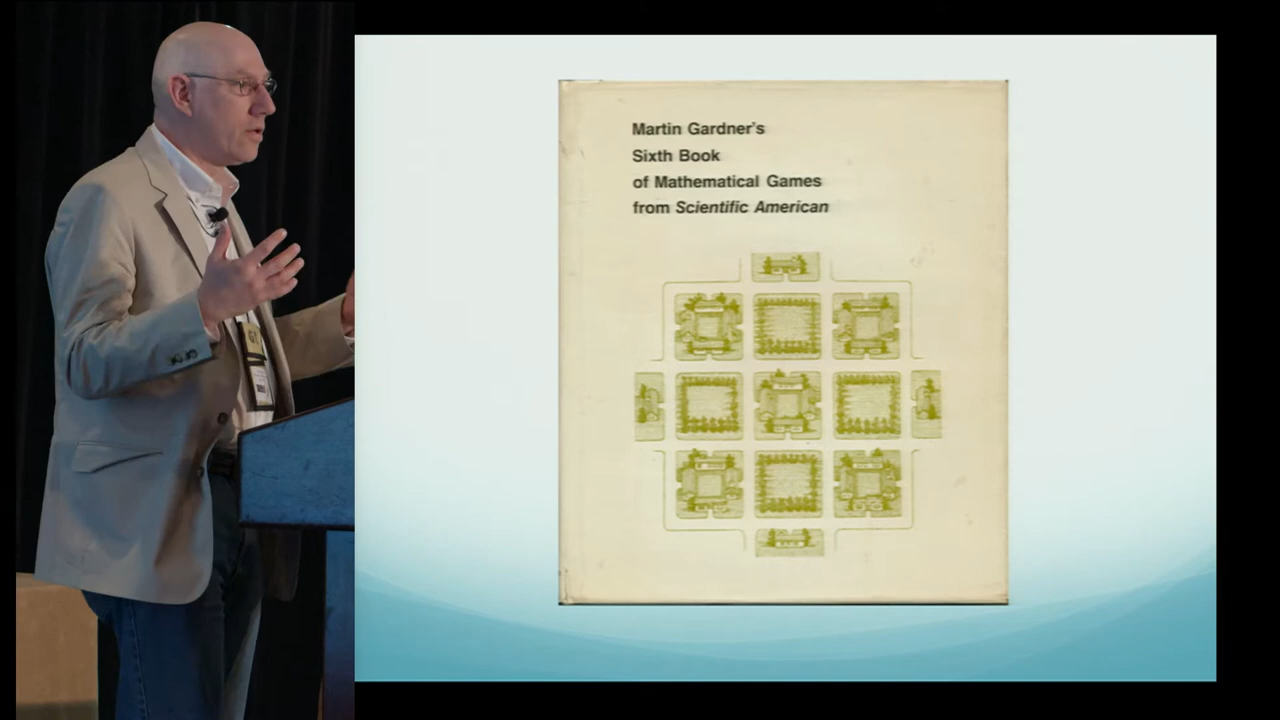 Martin Gardner's
Sixth Book
of Mathematical Games
from Scientific American